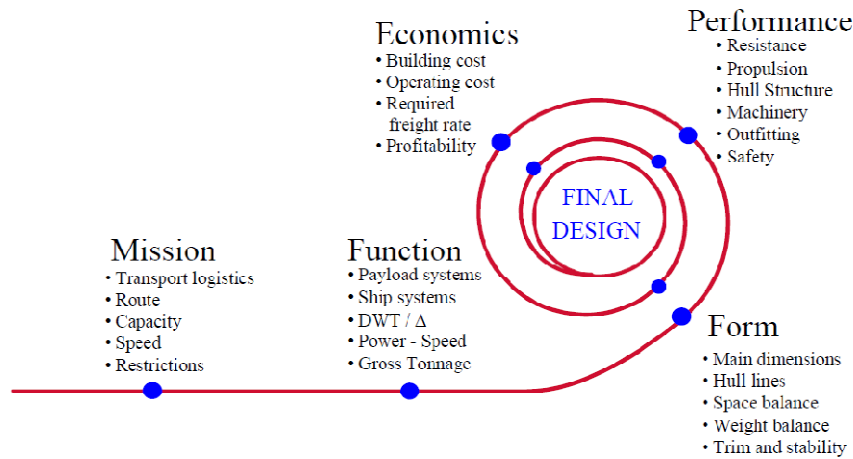 Economics
• Building cost
• Operating cost
• Required
freight rate
• Profitability
Performance
• Resistance
• Propulsion
• Hull Structure
• Machinery
• Outfitting
• Safety
FINAL
DESIGN
Mission
• Transport logistics
• Route
• Capacity
• Speed
• Restrictions
Function
• Payload systems
• Ship systems
• DWT / Δ
• Power - Speed
• Gross Tonnage
Form
• Main dimensions
• Hull lines
• Space balance
• Weight balance
• Trim and stability